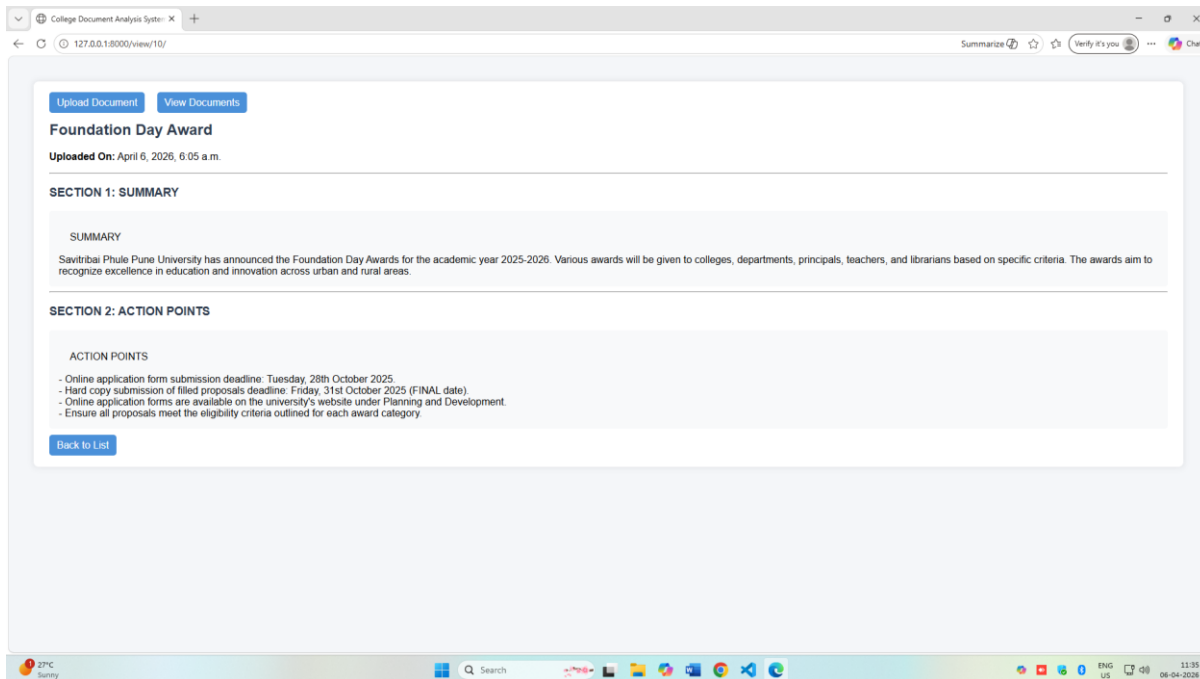 College Document Analysis System
127.0.0.1:8000/view/10/
Summarize
Verify it's you
Chat
Upload Document
View Documents
Foundation Day Award
Uploaded On: April 6, 2026, 6:05 a.m.
SECTION 1: SUMMARY
SUMMARY
Savitribai Phule Pune University has announced the Foundation Day Awards for the academic year 2025-2026. Various awards will be given to colleges, departments, principals, teachers, and librarians based on specific criteria. The awards aim to
recognize excellence in education and innovation across urban and rural areas.
SECTION 2: ACTION POINTS
ACTION POINTS
- Online application form submission deadline: Tuesday, 28th October 2025.
- Hard copy submission of filled proposals deadline: Friday, 31st October 2025 (FINAL date).
- Online application forms are available on the university's website under Planning and Development.
- Ensure all proposals meet the eligibility criteria outlined for each award category.
Back to List
1
27°C
Sunny
Search
ENG
US
11:35
06-04-2026